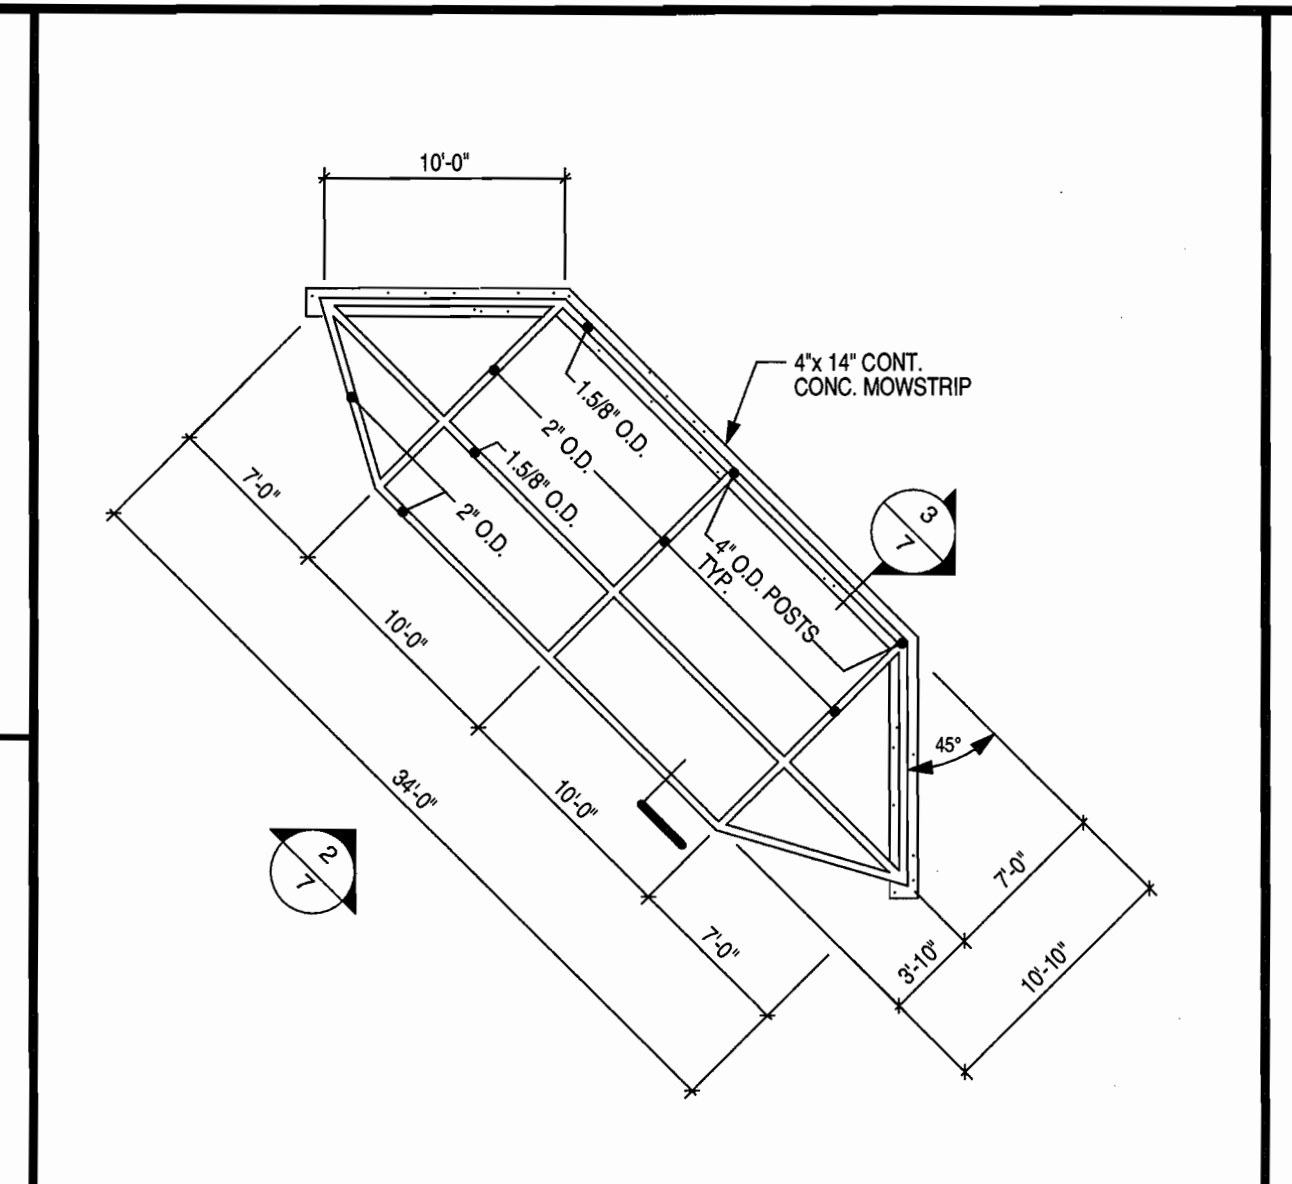 10'-0"
4"x 14" CONT.
CONC. MOWSTRIP
1.5/8" O.D.
2" O.D.
1.5/8" O.D.
2" O.D.
7'-0"
3
7
4" O.D. POSTS
TYP.
10'-0"
45°
34'-0"
10'-0"
2
7
7'-0"
7'-0"
3'-10"
10'-10"